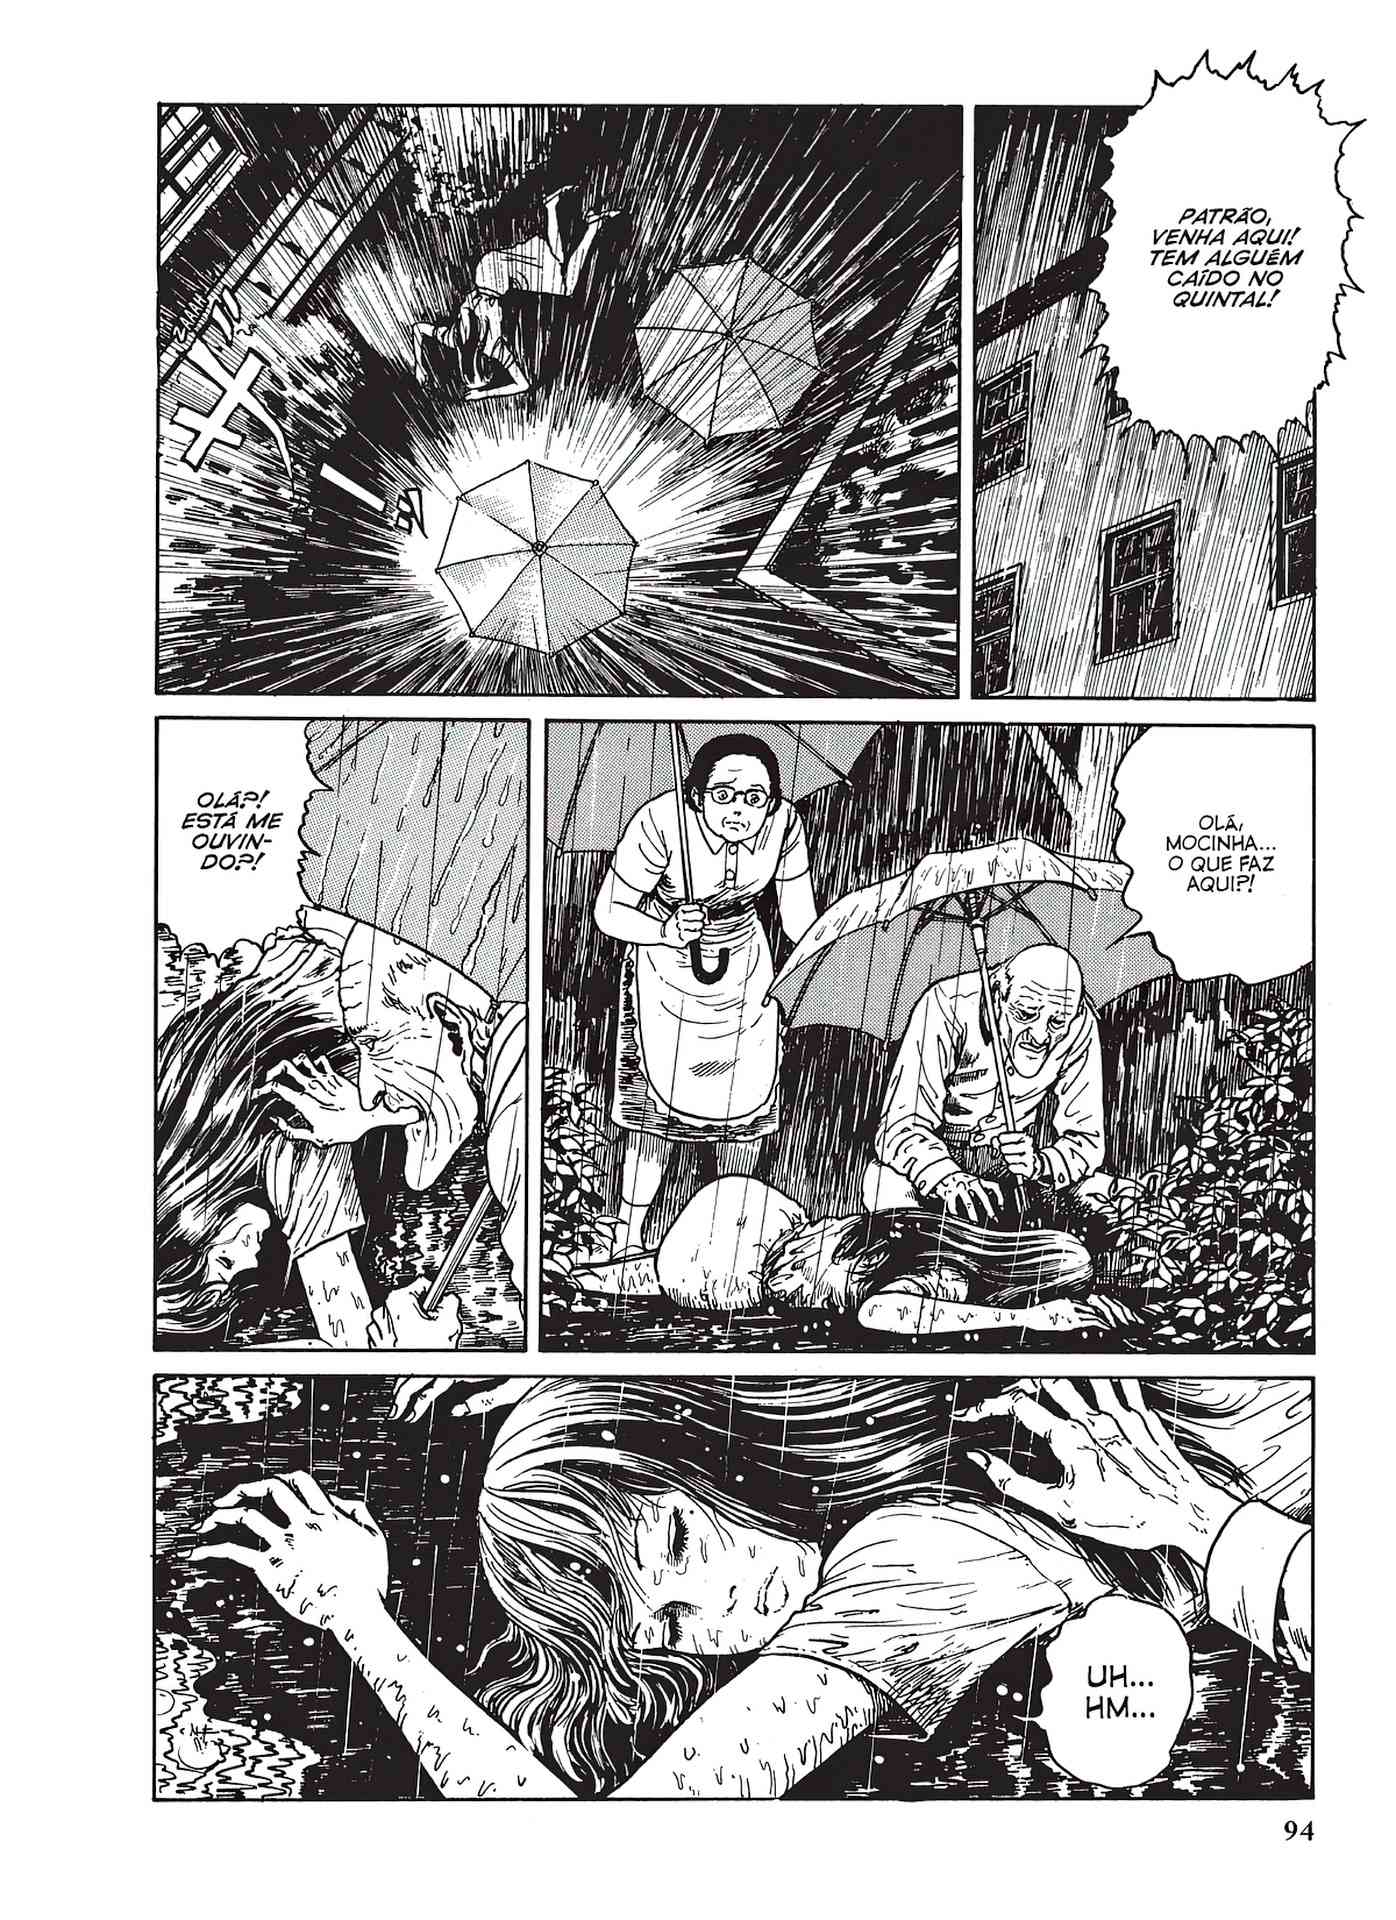 PATRÃO,
VENHA AQUI!
TEM ALGUÉM
CAÍDO NO
QUINTAL!
OLÁ,
MOCINHA...
O QUE FAZ
AQUI?!
OLÁ?!
ESTÁ ME
OUVIN-
DO?!
UH...
HM...
94